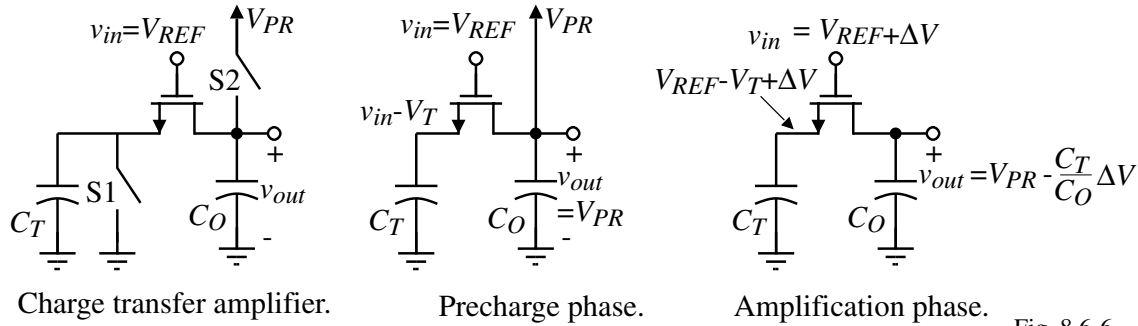 v_in=V_REF
V_PR
S2
S1
C_T
C_O
+
v_out
-
Charge transfer amplifier.
v_in=V_REF
V_PR
v_in-V_T
C_T
C_O
+
v_out
=V_PR
-
Precharge phase.
v_in = V_REF+ΔV
V_REF-V_T+ΔV
C_T
C_O
+
v_out=V_PR - C_T/C_O ΔV
Amplification phase.